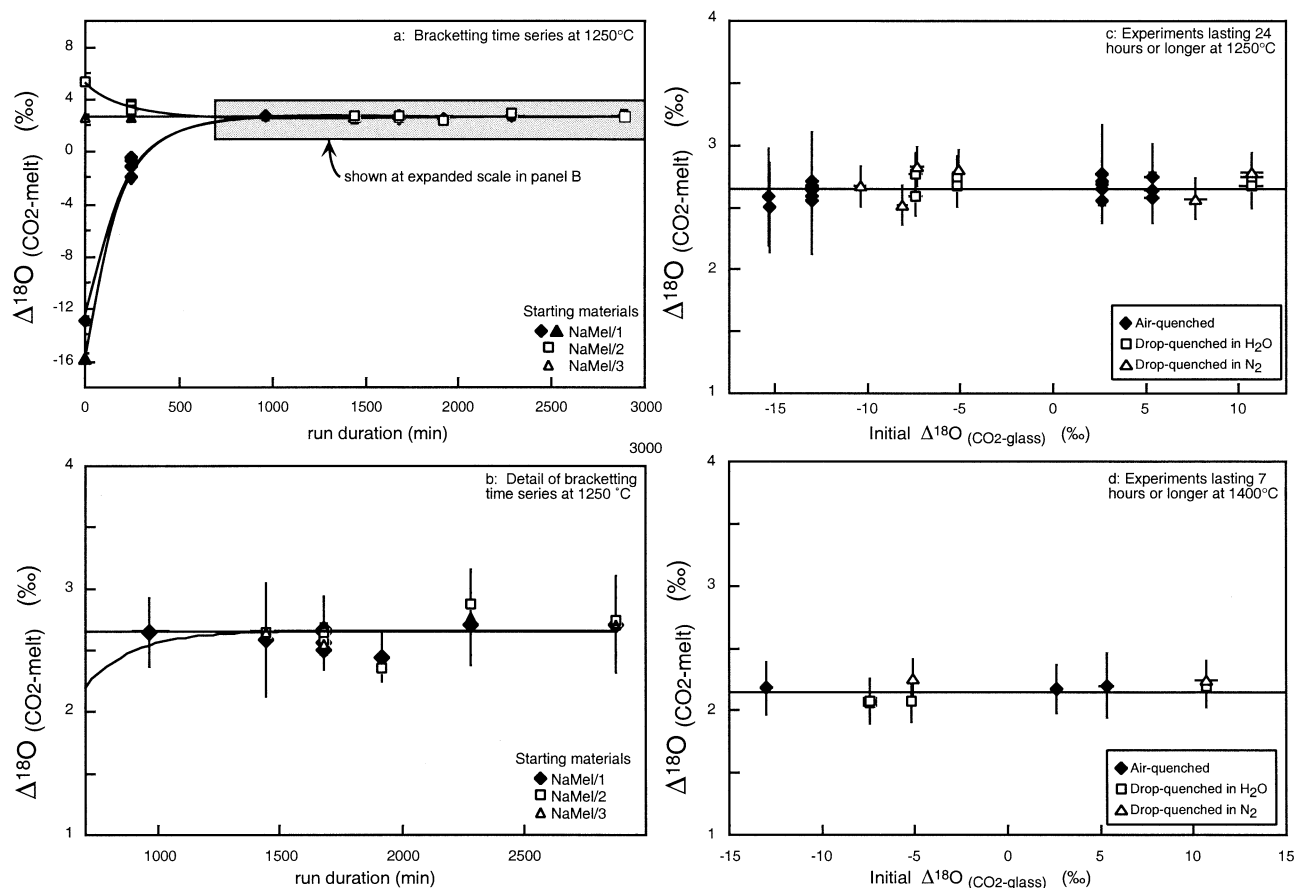 a: Bracketting time series at 1250°C
8
4
0
-4
-8
-12
-16
Δ18O (CO2-melt) (‰)
shown at expanded scale in panel B
Starting materials
NaMel/1
NaMel/2
NaMel/3
0 500 1000 1500 2000 2500 3000
run duration (min)
c: Experiments lasting 24
hours or longer at 1250°C
4
3
2
1
Δ18O (CO2-melt) (‰)
Air-quenched
Drop-quenched in H2O
Drop-quenched in N2
-15 -10 -5 0 5 10
Initial Δ18O (CO2-glass) (‰)
3000
b: Detail of bracketting
time series at 1250 °C
4
3
2
1
Δ18O (CO2-melt) (‰)
Starting materials
NaMel/1
NaMel/2
NaMel/3
1000 1500 2000 2500
run duration (min)
d: Experiments lasting 7
hours or longer at 1400°C
4
3
2
1
Δ18O (CO2-melt) (‰)
Air-quenched
Drop-quenched in H2O
Drop-quenched in N2
-15 -10 -5 0 5 10 15
Initial Δ18O (CO2-glass) (‰)